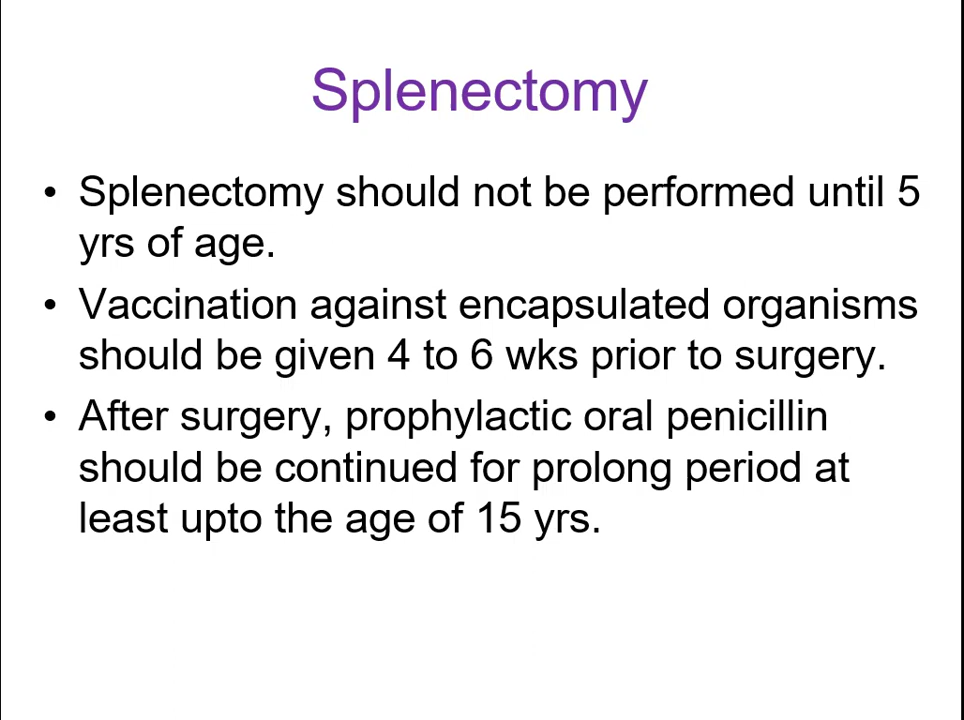 Splenectomy
• Splenectomy should not be performed until 5
yrs of age.
• Vaccination against encapsulated organisms
should be given 4 to 6 wks prior to surgery.
• After surgery, prophylactic oral penicillin
should be continued for prolong period at
least upto the age of 15 yrs.